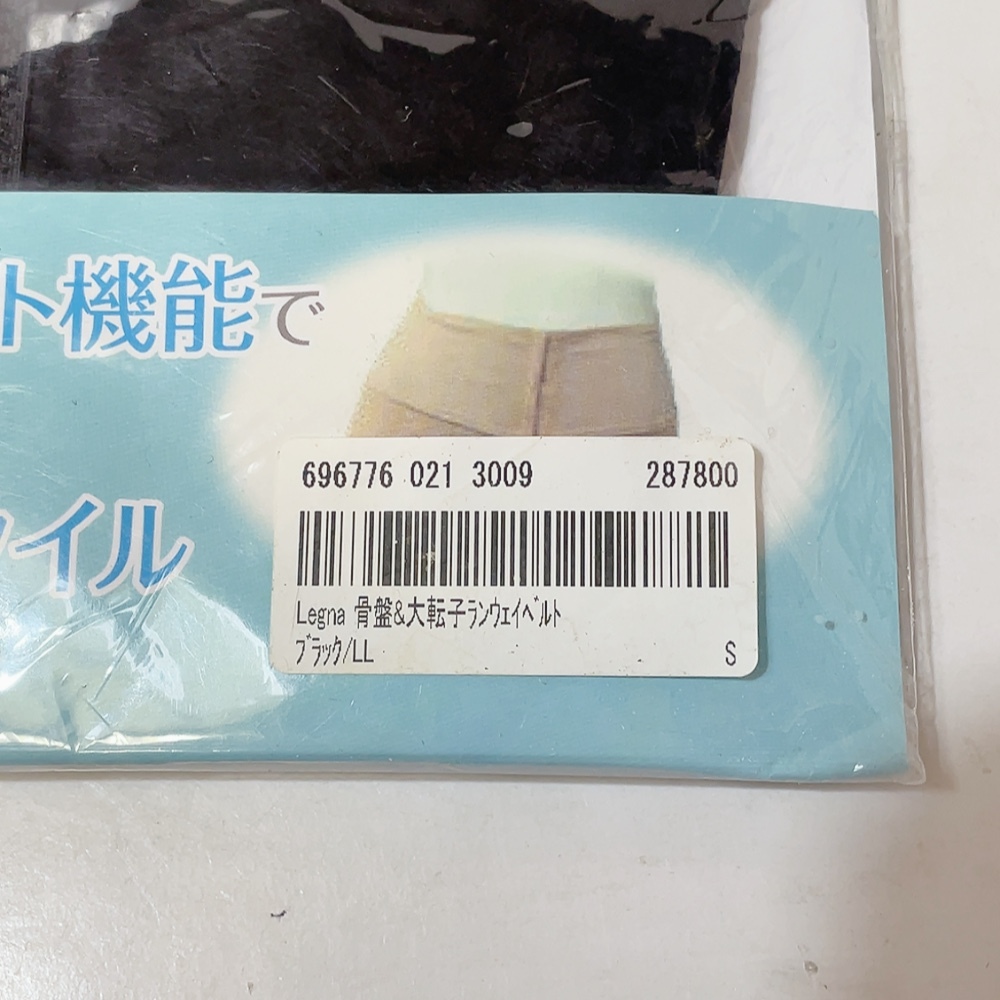 ト機能で
イル
696776 021 3009 287800
Legna 骨盤&大転子ﾗﾝｳｪｲﾍﾞﾙﾄ
ﾌﾞﾗｯｸ/LL S